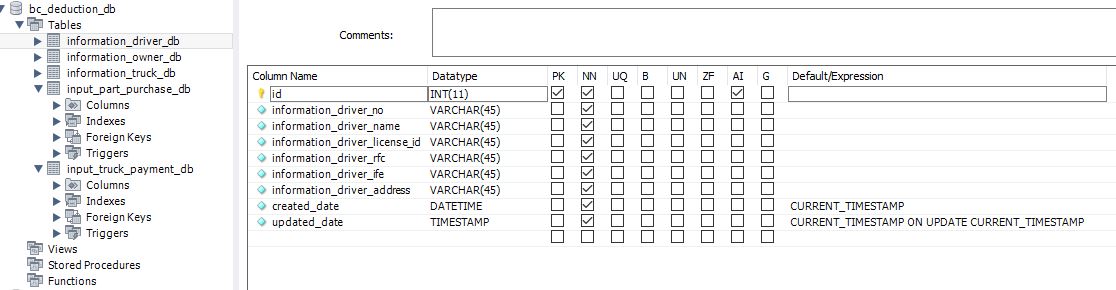 bc_deduction_db
Tables
information_driver_db
information_owner_db
information_truck_db
input_part_purchase_db
Columns
Indexes
Foreign Keys
Triggers
input_truck_payment_db
Columns
Indexes
Foreign Keys
Triggers
Views
Stored Procedures
Functions
Comments:
Column Name Datatype PK NN UQ B UN ZF AI G Default/Expression
id INT(11)
information_driver_no VARCHAR(45)
information_driver_name VARCHAR(45)
information_driver_license_id VARCHAR(45)
information_driver_rfc VARCHAR(45)
information_driver_ife VARCHAR(45)
information_driver_address VARCHAR(45)
created_date DATETIME CURRENT_TIMESTAMP
updated_date TIMESTAMP CURRENT_TIMESTAMP ON UPDATE CURRENT_TIMESTAMP